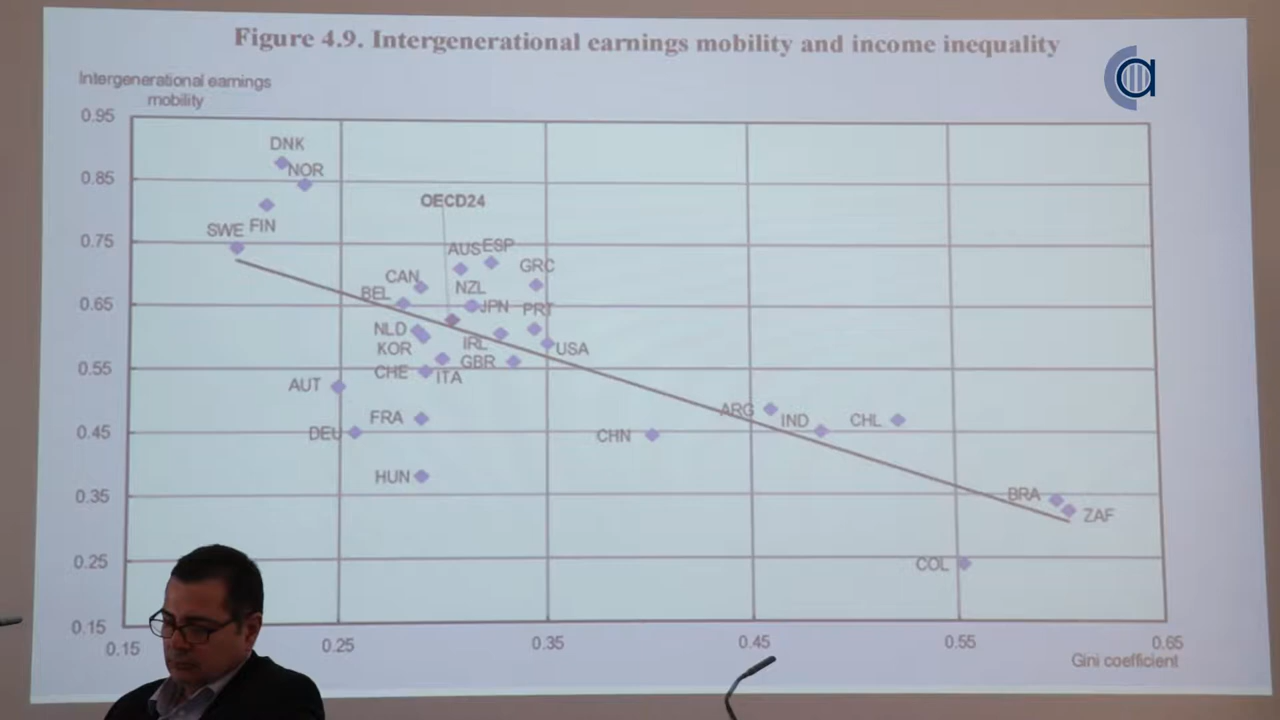 Figure 4.9. Intergenerational earnings mobility and income inequality
a
Intergenerational earnings
mobility
0.95
DNK
NOR
0.85
OECD24
SWE FIN
0.75
AUS ESP
GRC
CAN
NZL
BEL
0.65
JPN PRT
NLD
IRL
KOR
USA
GBR
0.55
CHE
ITA
AUT
ARG
FRA
IND
CHL
0.45
DEU
CHN
HUN
0.35
BRA
ZAF
0.25
COL
0.15
0.15
0.25
0.35
0.45
0.55
0.65
Gini coefficient